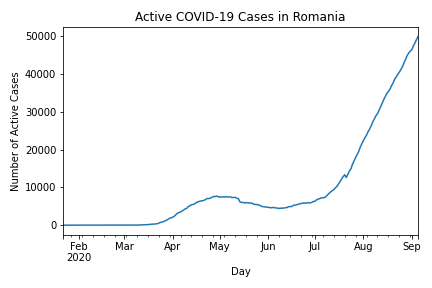 Active COVID-19 Cases in Romania
Number of Active Cases
50000
40000
30000
20000
10000
0
Feb Mar Apr May Jun Jul Aug Sep
2020
Day